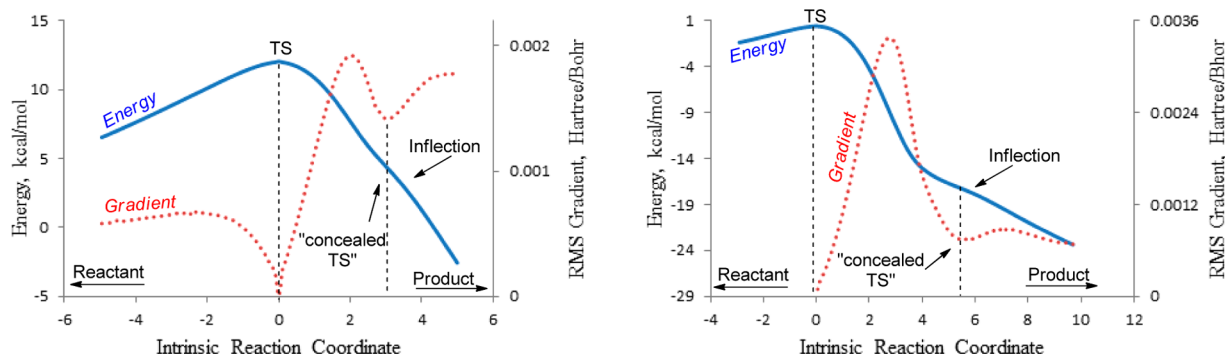 15
10
5
0
-5
Energy, kcal/mol
TS
Energy
Gradient
Inflection
"concealed
TS"
Reactant
Product
0.002
0.001
0
RMS Gradient, Hartree/Bohr
-6
-4
-2
0
2
4
6
Intrinsic Reaction Coordinate
1
-4
-9
-14
-19
-24
-29
Energy, kcal/mol
TS
Energy
Gradient
Inflection
"concealed
TS"
Reactant
Product
0.0036
0.0024
0.0012
0
RMS Gradient, Hartree/Bhor
-4
-2
0
2
4
6
8
10
12
Intrinsic Reaction Coordinate